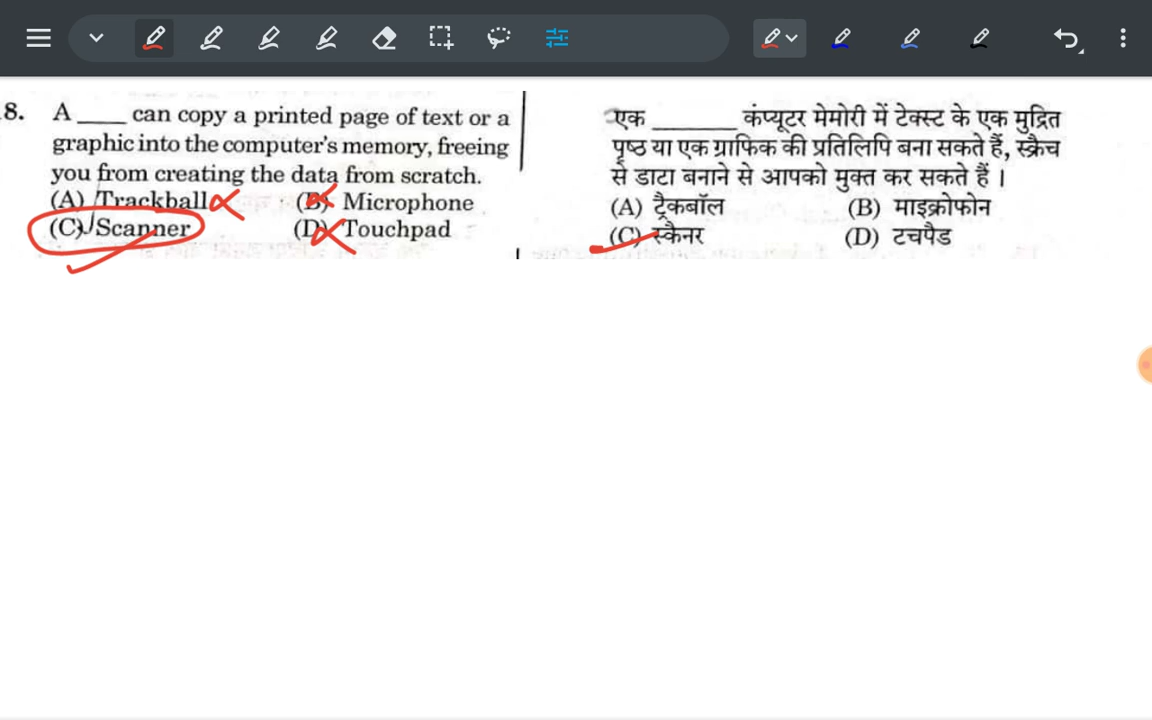 8. A ____ can copy a printed page of text or a
graphic into the computer's memory, freeing
you from creating the data from scratch.
(A) Trackball (B) Microphone
(C) Scanner (D) Touchpad
एक ______ कंप्यूटर मेमोरी में टेक्स्ट के एक मुद्रित
पृष्ठ या एक ग्राफिक की प्रतिलिपि बना सकते हैं, स्क्रैच
से डाटा बनाने से आपको मुक्त कर सकते हैं ।
(A) ट्रैकबॉल (B) माइक्रोफोन
(C) स्कैनर (D) टचपैड